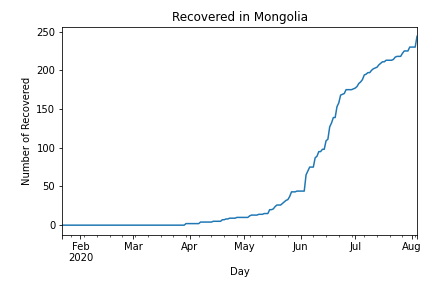 Recovered in Mongolia
Number of Recovered
250
200
150
100
50
0
Feb Mar Apr May Jun Jul Aug
2020
Day